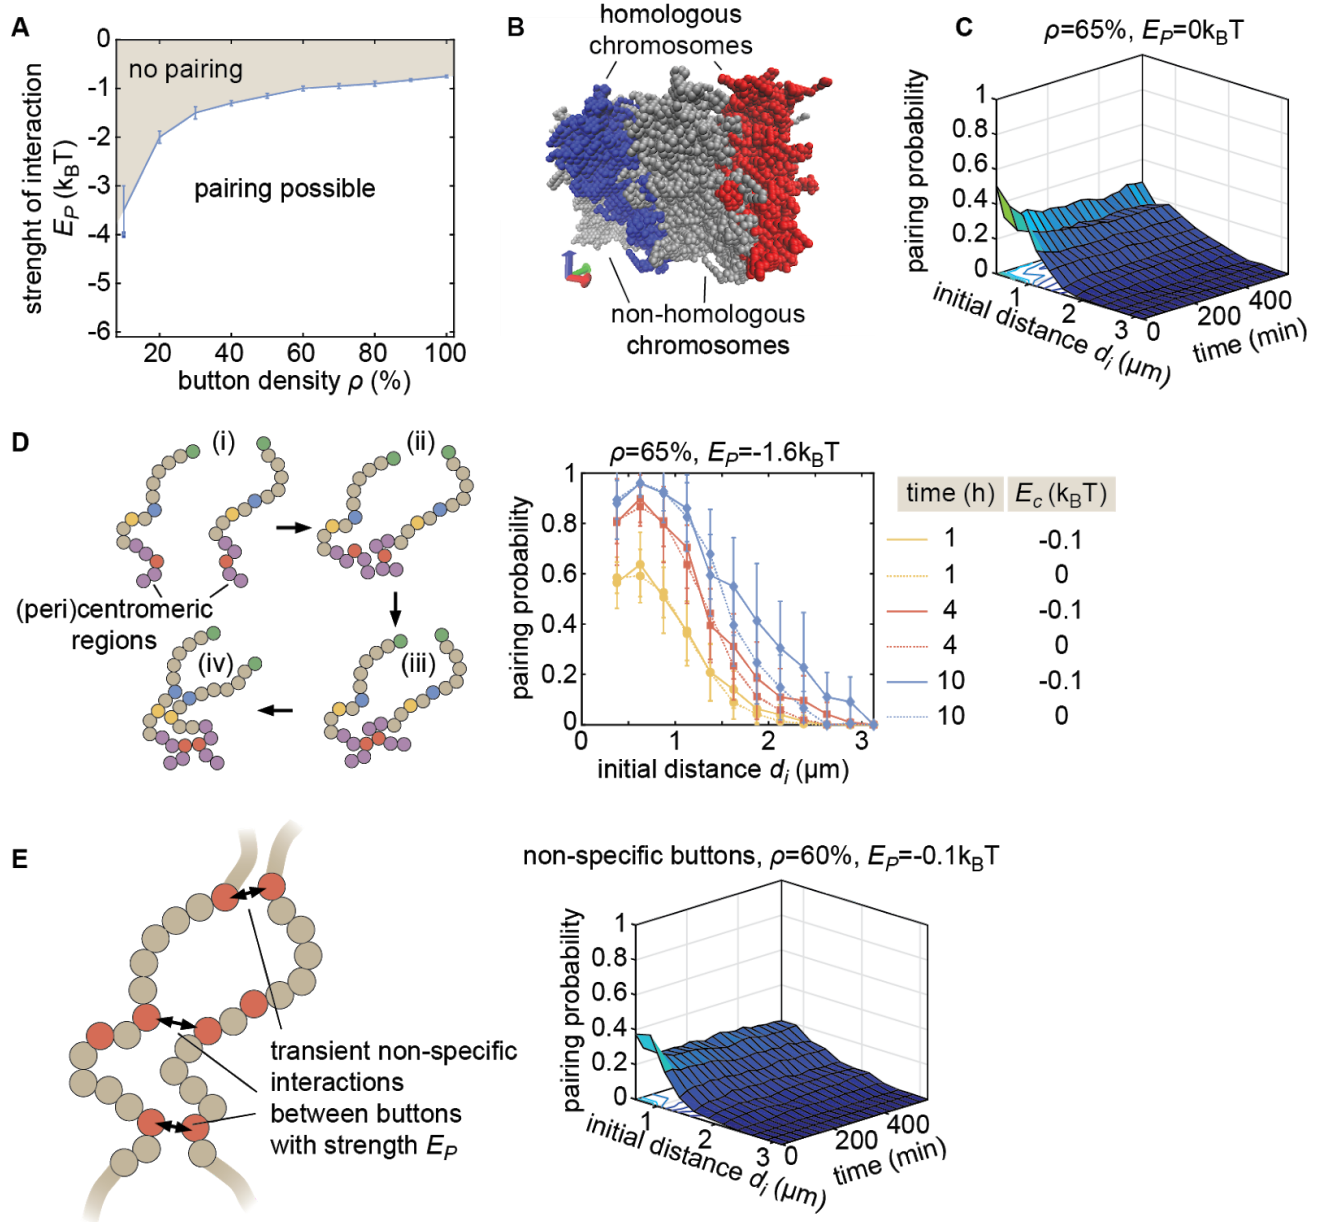 A
0
-1
-2
-3
-4
-5
-6
strenght of interaction
E_P (k_BT)
no pairing
pairing possible
20
40
60
80
100
button density ρ (%)
B
homologous
chromosomes
non-homologous
chromosomes
C
ρ=65%, E_P=0k_BT
pairing probability
1
0.8
0.6
0.4
0.2
0
1
2
3
initial distance d_i (µm)
0
200
400
time (min)
D
(i)
(ii)
(peri)centromeric
regions
(iv)
(iii)
ρ=65%, E_P=-1.6k_BT
pairing probability
1
0.8
0.6
0.4
0.2
0
0
1
2
3
initial distance d_i (µm)
time (h) E_c (k_BT)
1 -0.1
1 0
4 -0.1
4 0
10 -0.1
10 0
E
transient non-specific
interactions
between buttons
with strength E_P
non-specific buttons, ρ=60%, E_P=-0.1k_BT
pairing probability
1
0.8
0.6
0.4
0.2
0
1
2
3
initial distance d_i (µm)
0
200
400
time (min)